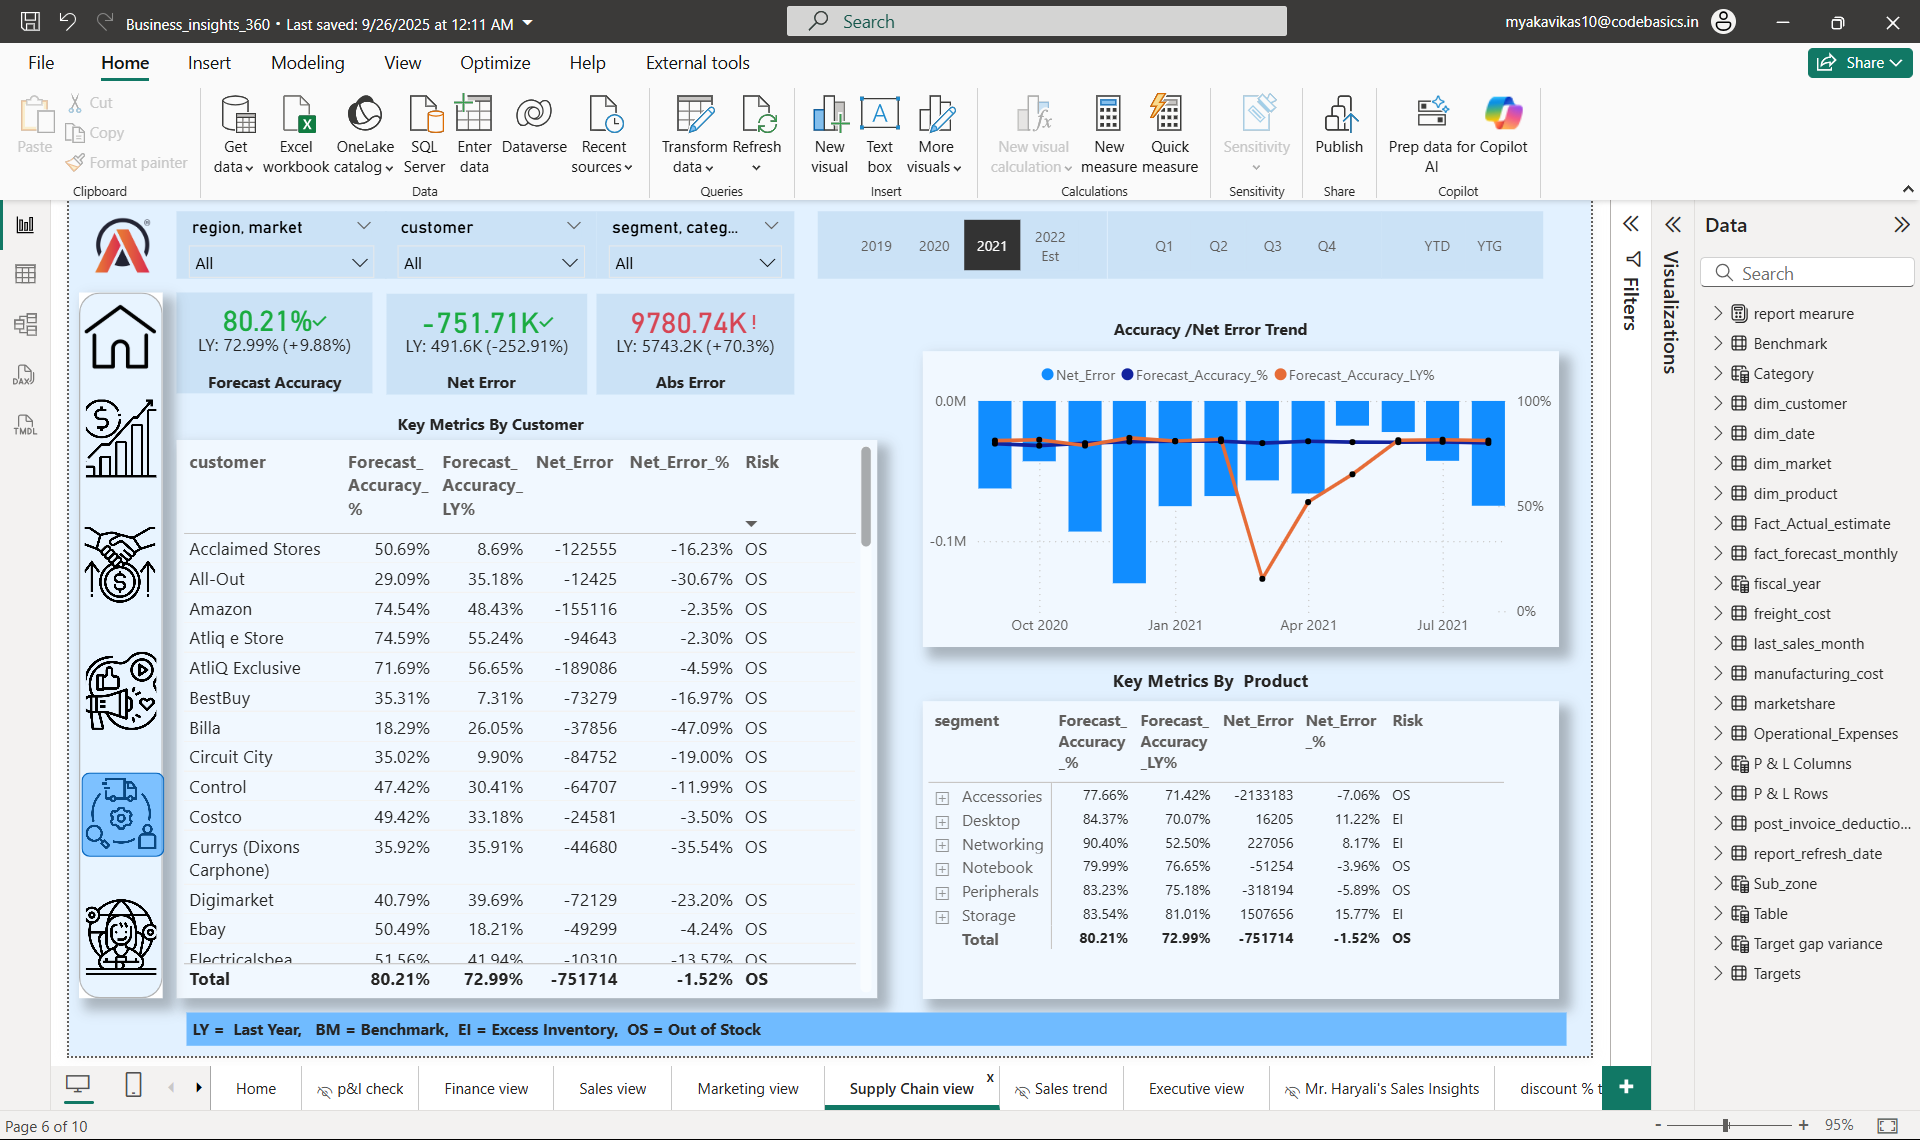 Business_insights_360 • Last saved: 9/26/2025 at 12:11 AM
Search
myakavikas10@codebasics.in
File Home Insert Modeling View Optimize Help External tools
Share
Paste
Cut
Copy
Format painter
Clipboard
Get data
Excel workbook
OneLake catalog
SQL Server
Enter data
Dataverse
Recent sources
Data
Transform data
Refresh
Queries
New visual
Text box
More visuals
Insert
New visual calculation
New measure
Quick measure
Calculations
Sensitivity
Sensitivity
Publish
Share
Prep data for AI
Copilot
Copilot
DAX
TMDL
region, market
All
customer
All
segment, categ...
All
2019 2020 2021 2022 Est
Q1 Q2 Q3 Q4
YTD YTG
80.21%
LY: 72.99% (+9.88%)
Forecast Accuracy
-751.71K
LY: 491.6K (-252.91%)
Net Error
9780.74K!
LY: 5743.2K (+70.3%)
Abs Error
Key Metrics By Customer
customer Forecast_Accuracy_% Forecast_Accuracy_LY% Net_Error Net_Error_% Risk
Acclaimed Stores 50.69% 8.69% -122555 -16.23% OS
All-Out 29.09% 35.18% -12425 -30.67% OS
Amazon 74.54% 48.43% -155116 -2.35% OS
Atliq e Store 74.59% 55.24% -94643 -2.30% OS
AtliQ Exclusive 71.69% 56.65% -189086 -4.59% OS
BestBuy 35.31% 7.31% -73279 -16.97% OS
Billa 18.29% 26.05% -37856 -47.09% OS
Circuit City 35.02% 9.90% -84752 -19.00% OS
Control 47.42% 30.41% -64707 -11.99% OS
Costco 49.42% 33.18% -24581 -3.50% OS
Currys (Dixons Carphone) 35.92% 35.91% -44680 -35.54% OS
Digimarket 40.79% 39.69% -72129 -23.20% OS
Ebay 50.49% 18.21% -49299 -4.24% OS
Electricalsbea 51.56% 41.94% -10310 -13.57% OS
Total 80.21% 72.99% -751714 -1.52% OS
Accuracy /Net Error Trend
Net_Error Forecast_Accuracy_% Forecast_Accuracy_LY%
0.0M
-0.1M
100%
50%
0%
Oct 2020 Jan 2021 Apr 2021 Jul 2021
Key Metrics By Product
segment Forecast_Accuracy_% Forecast_Accuracy_LY% Net_Error Net_Error_% Risk
Accessories 77.66% 71.42% -2133183 -7.06% OS
Desktop 84.37% 70.07% 16205 11.22% EI
Networking 90.40% 52.50% 227056 8.17% EI
Notebook 79.99% 76.65% -51254 -3.96% OS
Peripherals 83.23% 75.18% -318194 -5.89% OS
Storage 83.54% 81.01% 1507656 15.77% EI
Total 80.21% 72.99% -751714 -1.52% OS
LY = Last Year, BM = Benchmark, EI = Excess Inventory, OS = Out of Stock
Filters
Visualizations
Data
Search
report mearure
Benchmark
Category
dim_customer
dim_date
dim_market
dim_product
Fact_Actual_estimate
fact_forecast_monthly
fiscal_year
freight_cost
last_sales_month
manufacturing_cost
marketshare
Operational_Expenses
P & L Columns
P & L Rows
post_invoice_deductio...
report_refresh_date
Sub_zone
Table
Target gap variance
Targets
Home
p&l check
Finance view
Sales view
Marketing view
Supply Chain view x
Sales trend
Executive view
Mr. Haryali's Sales Insights
discount % t
+
Page 6 of 10
- + 95%